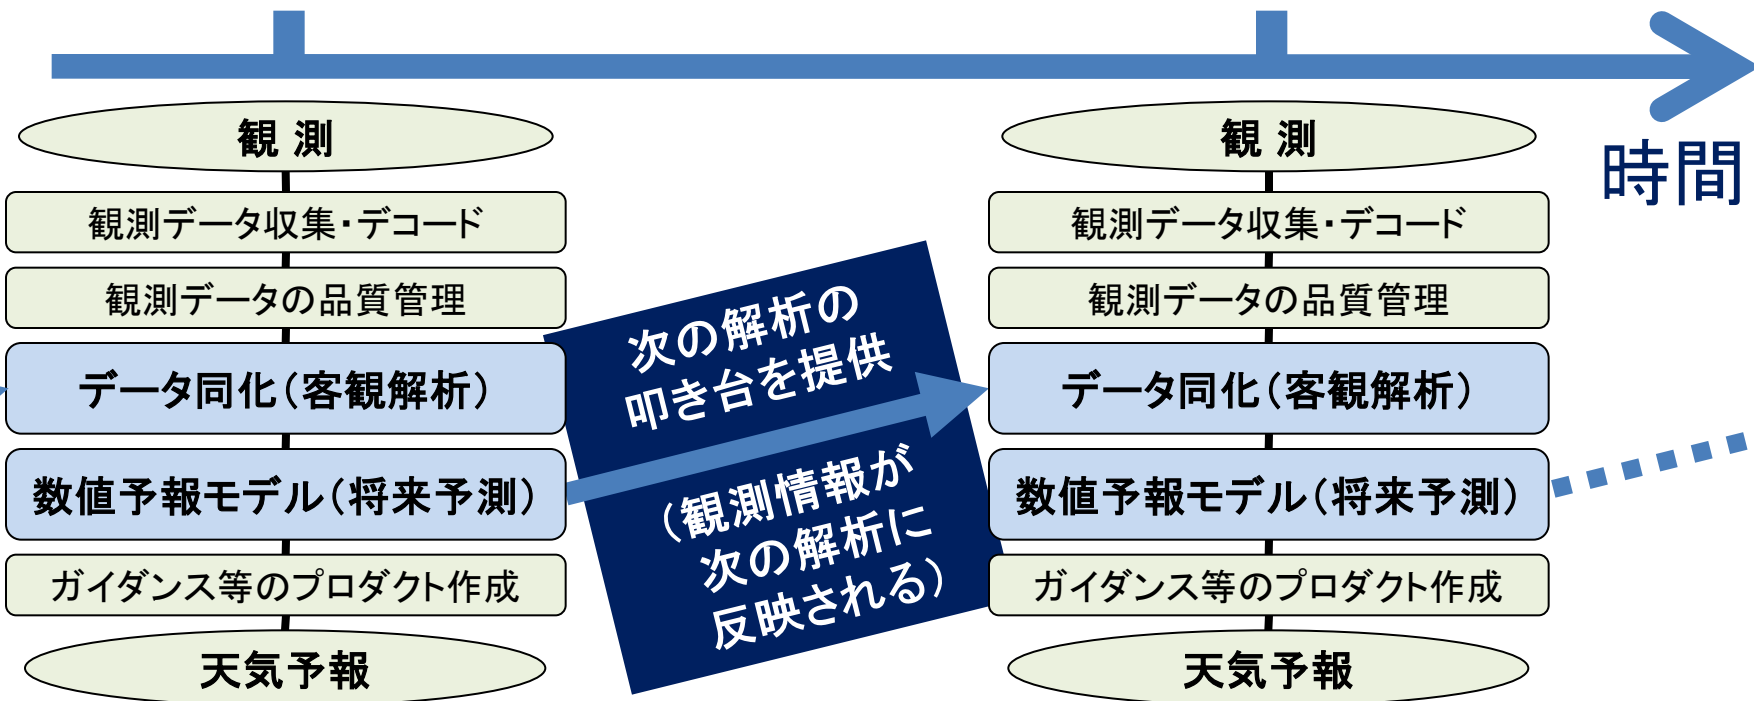 時間
観 測
観測データ収集・デコード
観測データの品質管理
データ同化（客観解析）
数値予報モデル（将来予測）
ガイダンス等のプロダクト作成
天気予報
次の解析の
叩き台を提供
（観測情報が
次の解析に
反映される）
観 測
観測データ収集・デコード
観測データの品質管理
データ同化（客観解析）
数値予報モデル（将来予測）
ガイダンス等のプロダクト作成
天気予報